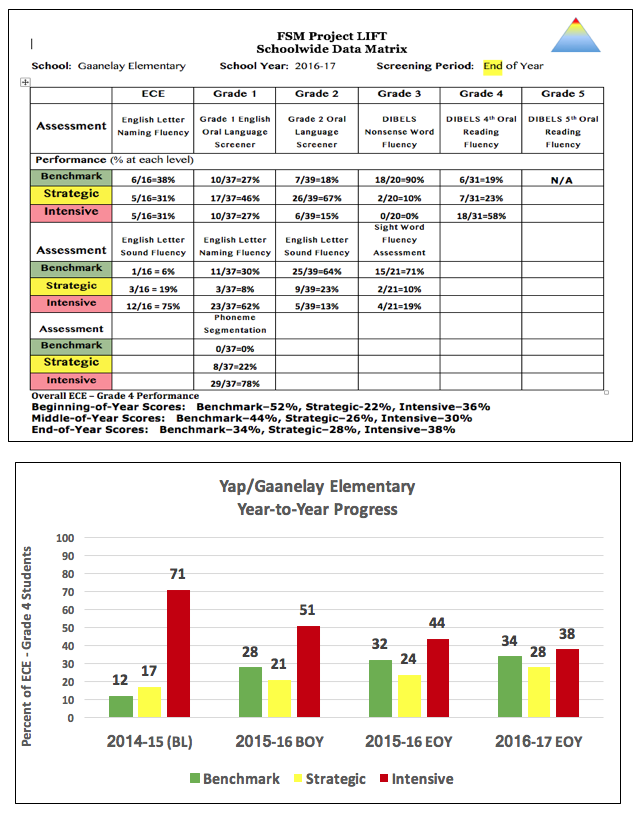 FSM Project LIFT
Schoolwide Data Matrix
School: Gaanelay Elementary School Year: 2016-17 Screening Period: End of Year
ECE Grade 1 Grade 2 Grade 3 Grade 4 Grade 5
Assessment English Letter Naming Fluency Grade 1 English Oral Language Screener Grade 2 Oral Language Screener DIBELS Nonsense Word Fluency DIBELS 4th Oral Reading Fluency DIBELS 5th Oral Reading Fluency
Performance (% at each level)
Benchmark 6/16=38% 10/37=27% 7/39=18% 18/20=90% 6/31=19% N/A
Strategic 5/16=31% 17/37=46% 26/39=67% 2/20=10% 7/31=23%
Intensive 5/16=31% 10/37=27% 6/39=15% 0/20=0% 18/31=58%
Assessment English Letter Sound Fluency English Letter Naming Fluency English Letter Sound Fluency Sight Word Fluency Assessment
Benchmark 1/16 = 6% 11/37=30% 25/39=64% 15/21=71%
Strategic 3/16 = 19% 3/37=8% 9/39=23% 2/21=10%
Intensive 12/16 = 75% 23/37=62% 5/39=13% 4/21=19%
Assessment Phoneme Segmentation
Benchmark 0/37=0%
Strategic 8/37=22%
Intensive 29/37=78%
Overall ECE – Grade 4 Performance
Beginning-of-Year Scores: Benchmark–52%, Strategic-22%, Intensive–36%
Middle-of-Year Scores: Benchmark–44%, Strategic–26%, Intensive–30%
End-of-Year Scores: Benchmark–34%, Strategic–28%, Intensive–38%
Yap/Gaanelay Elementary
Year-to-Year Progress
Percent of ECE - Grade 4 Students
100
90
80
70
60
50
40
30
20
10
0
12 17 71
28 21 51
32 24 44
34 28 38
2014-15 (BL) 2015-16 BOY 2015-16 EOY 2016-17 EOY
Benchmark Strategic Intensive